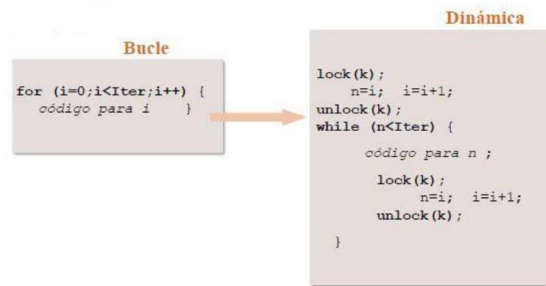 Bucle
for (i=0;i<Iter;i++) {
código para i }
Dinámica
lock(k);
n=i; i=i+1;
unlock(k);
while (n<Iter) {
código para n ;
lock(k);
n=i; i=i+1;
unlock(k);
}